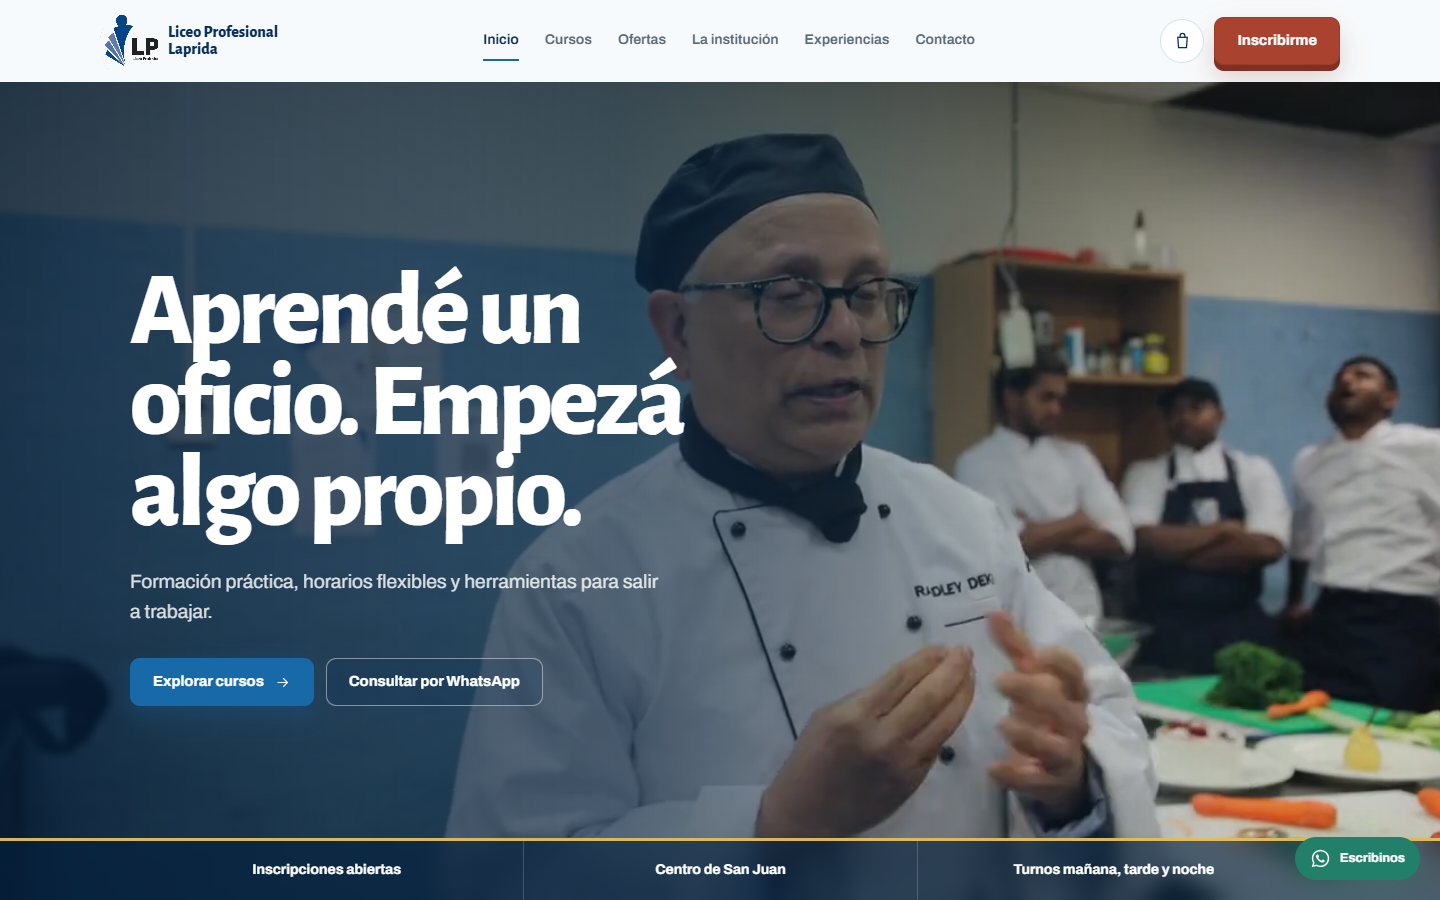 LP
Liceo Profesional
Laprida
Inicio
Cursos
Ofertas
La institución
Experiencias
Contacto
Inscribirme
Aprendé un
oficio. Empezá
algo propio.
Formación práctica, horarios flexibles y herramientas para salir
a trabajar.
Explorar cursos
Consultar por WhatsApp
Inscripciones abiertas
Centro de San Juan
Turnos mañana, tarde y noche
Escribinos